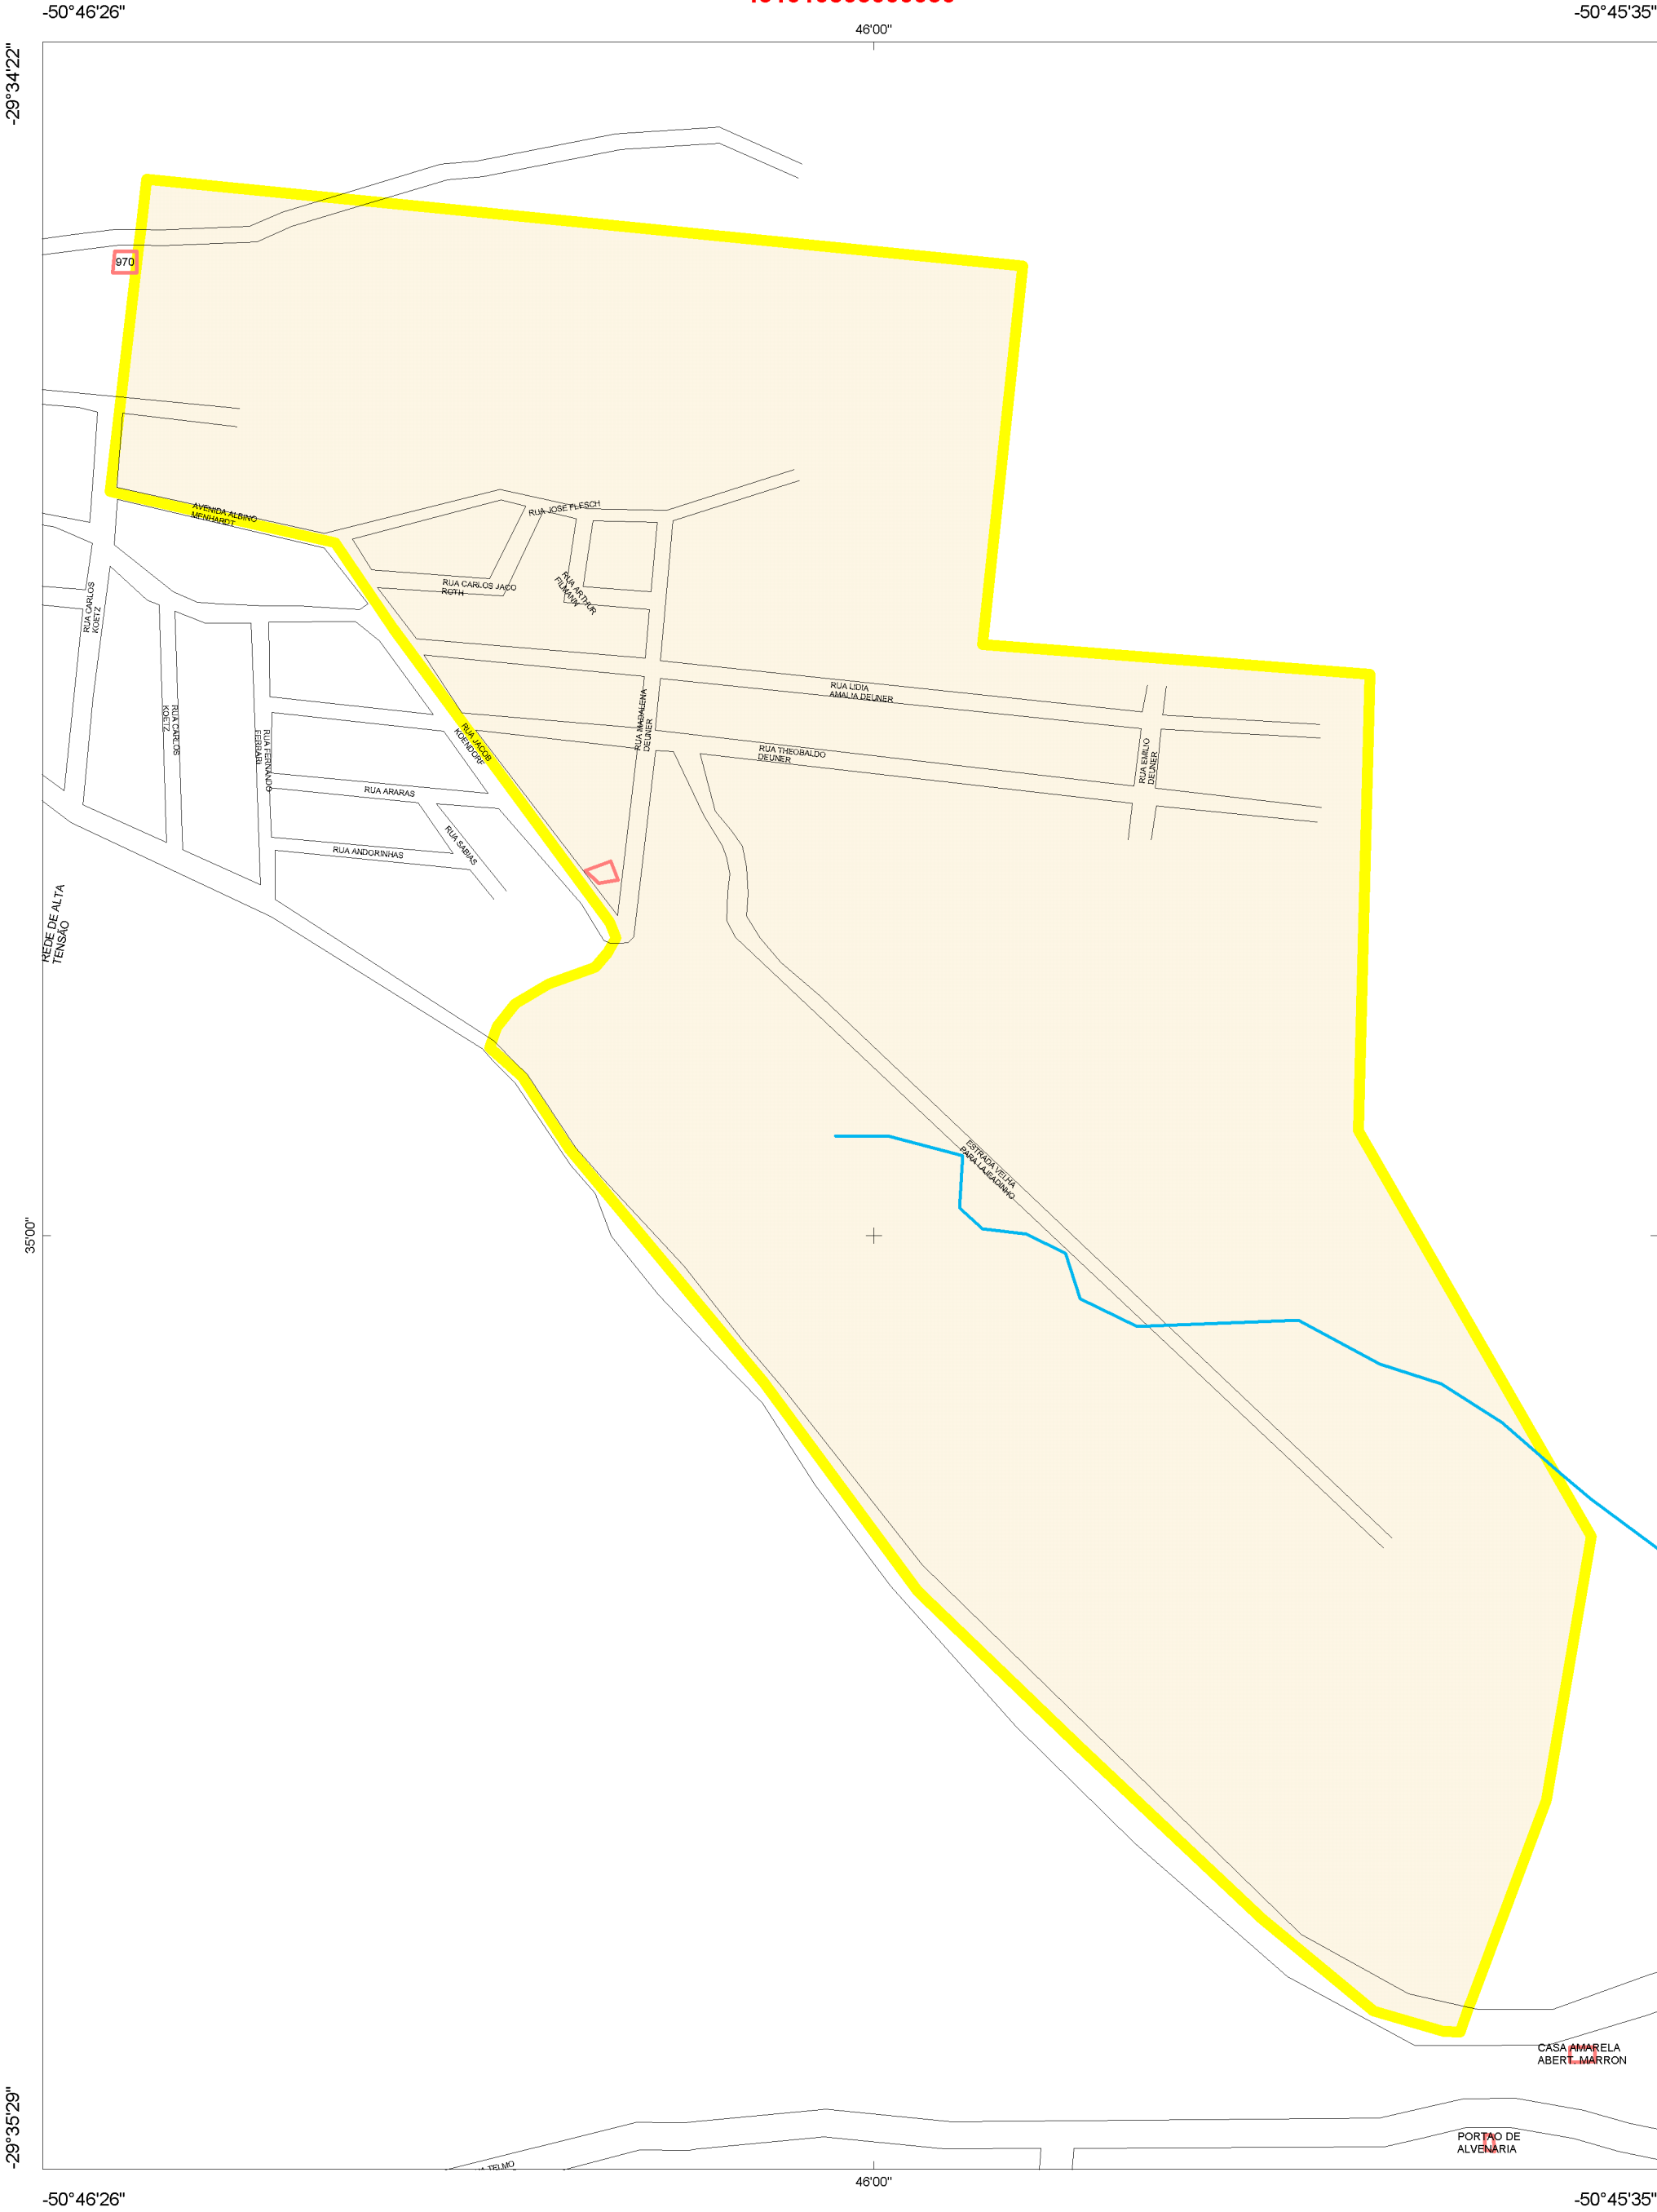 -50°46'26"
-50°45'35"
46'00"
-29°34'22"
970
AVENIDA ALBINO
MENHARDT
RUA JOSE FLESCH
RUA CARLOS JACO
ROTH
RUA ARTHUR
FILMANN
RUA CARLOS
KOETZ
RUA LIDIA
AMALIA DEUNER
RUA MADALENA
DEUNER
RUA CARLOS
KOETZ
RUA FERNANDO
FERRARI
RUA JACOB
KOENDORF
RUA THEOBALDO
DEUNER
RUA EMILIO
DEUNER
RUA ARARAS
RUA SABIAS
RUA ANDORINHAS
REDE DE ALTA
TENSÃO
ESTRADA VELHA
PARA LAJEADINHO
35'00"
CASA AMARELA
ABERT. MARRON
PORTAO DE
ALVENARIA
TELMO
-29°35'29"
46'00"
-50°46'26"
-50°45'35"